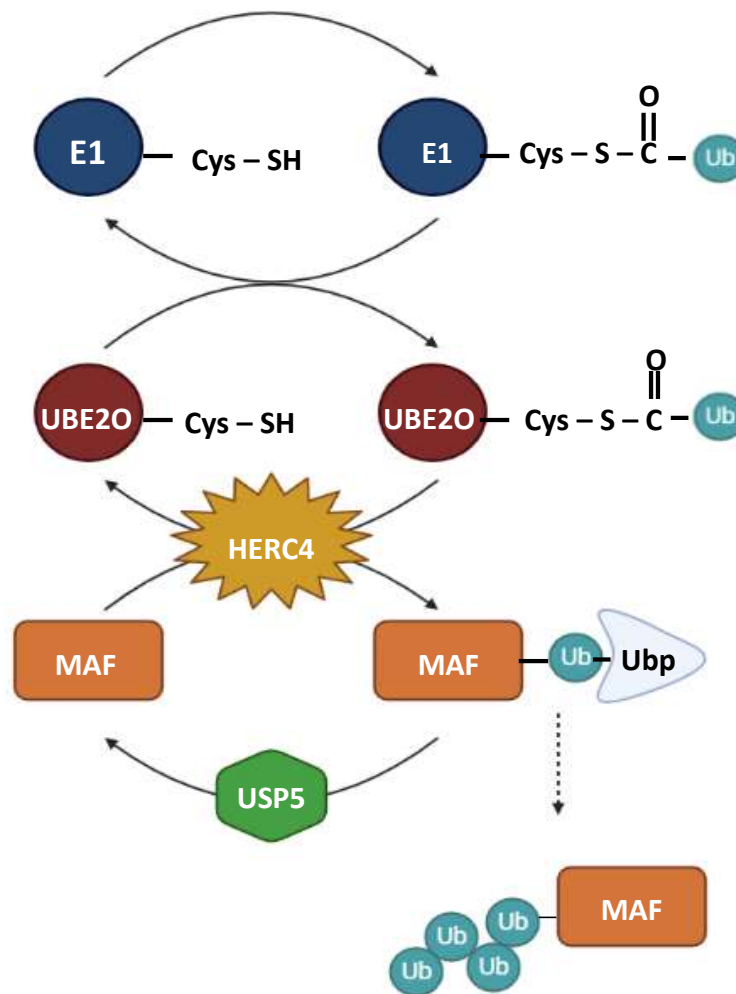 O
E1
Cys – SH
E1
Cys – S – C
Ub
O
UBE2O
Cys – SH
UBE2O
Cys – S – C
Ub
HERC4
MAF
MAF
Ub
Ubp
USP5
MAF
Ub
Ub
Ub
Ub